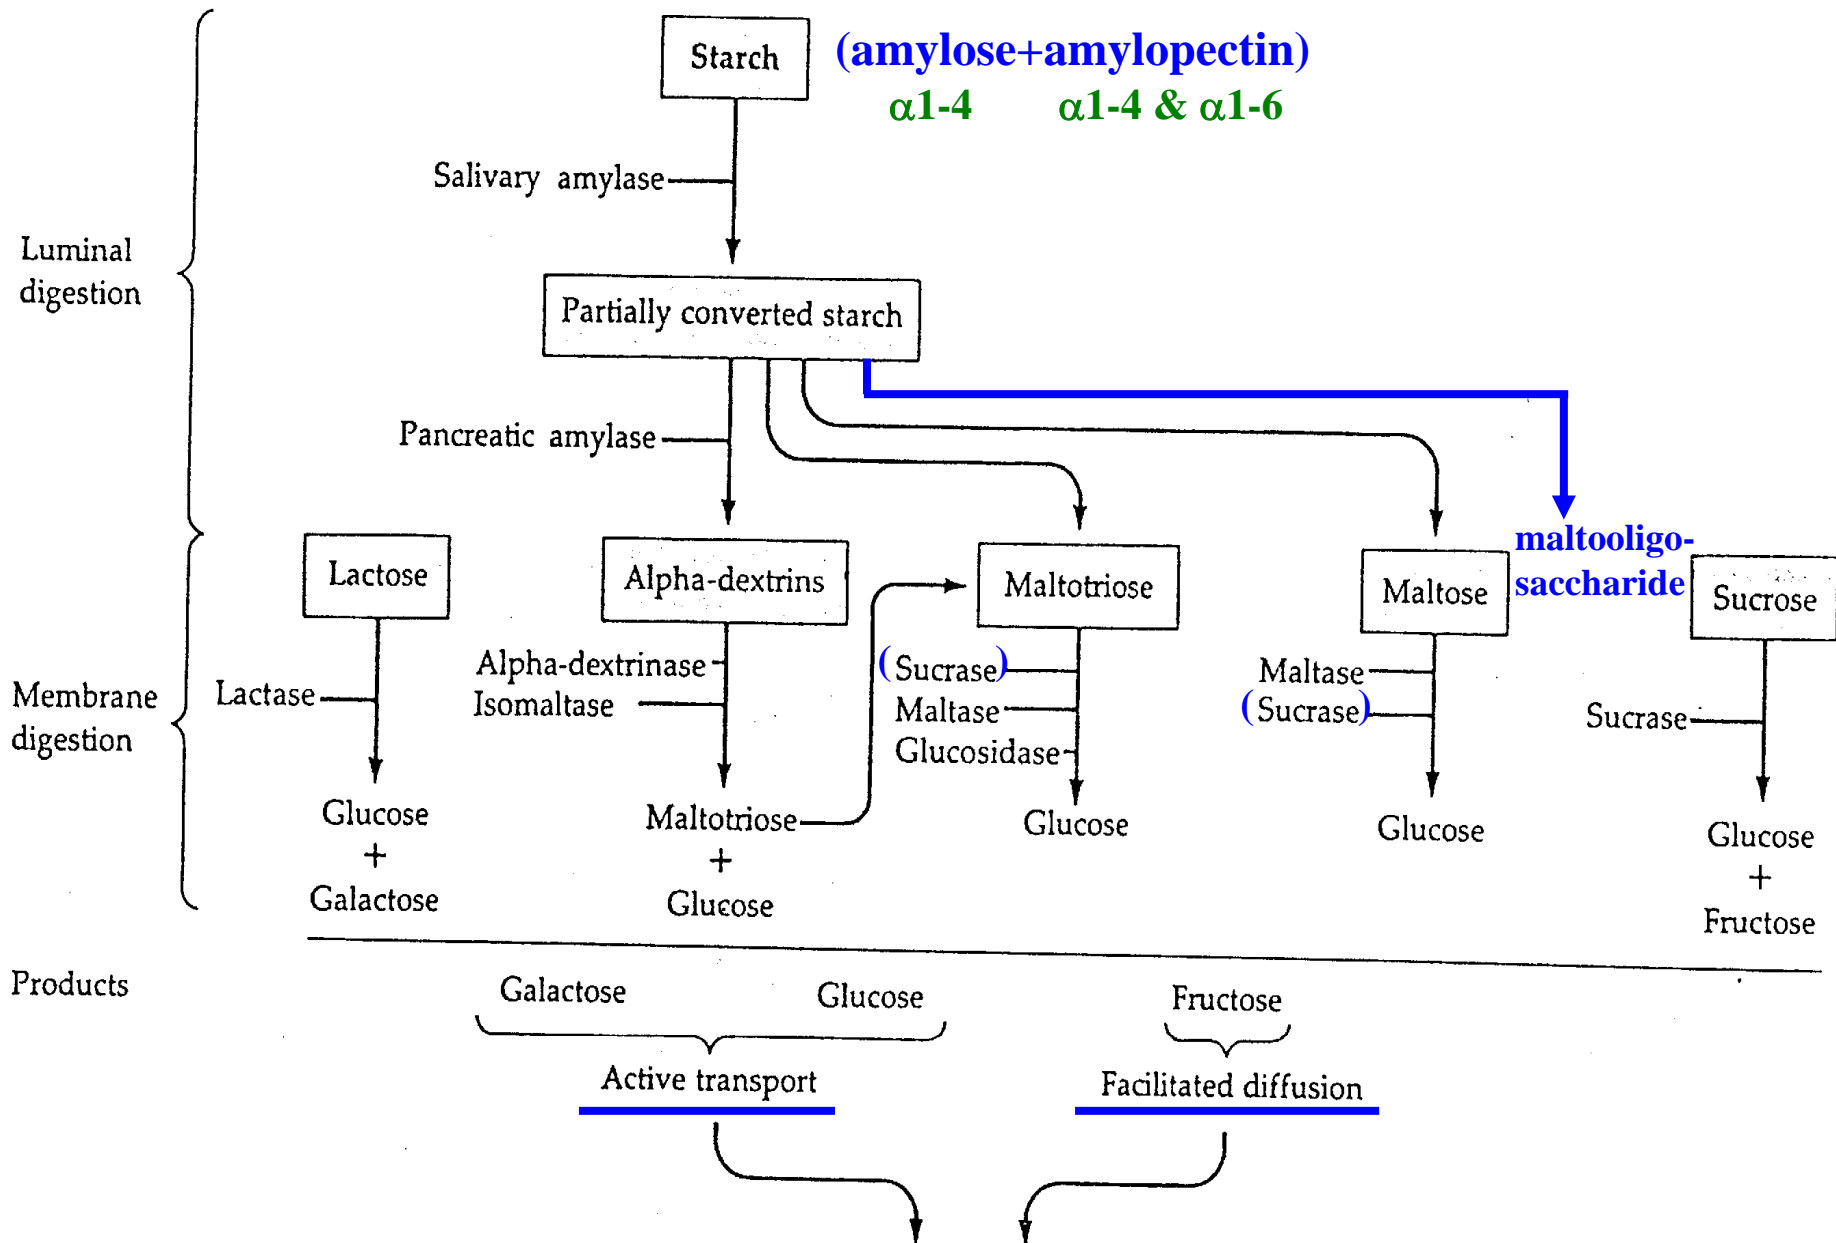 Starch (amylose+amylopectin)
α1-4 α1-4 & α1-6
Salivary amylase
Luminal
digestion
Partially converted starch
Pancreatic amylase
Lactose
Alpha-dextrins
Maltotriose
Maltose
maltooligo-
saccharide
Sucrose
Membrane
digestion
Lactase
Alpha-dextrinase
Isomaltase
(Sucrase)
Maltase
Glucosidase
Maltase
(Sucrase)
Sucrase
Glucose
+
Galactose
Maltotriose
+
Glucose
Glucose
Glucose
Glucose
+
Fructose
Products
Galactose Glucose Fructose
Active transport Facilitated diffusion